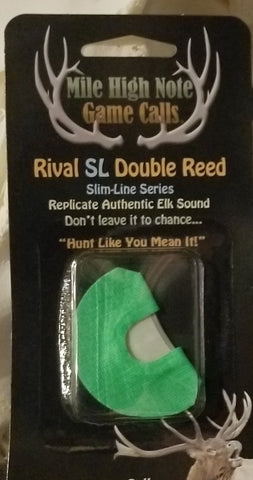 Mile High Note
Game Calls
Rival SL Double Reed
Slim-Line Series
Replicate Authentic Elk Sound
Don't leave it to chance...
"Hunt Like You Mean It!"